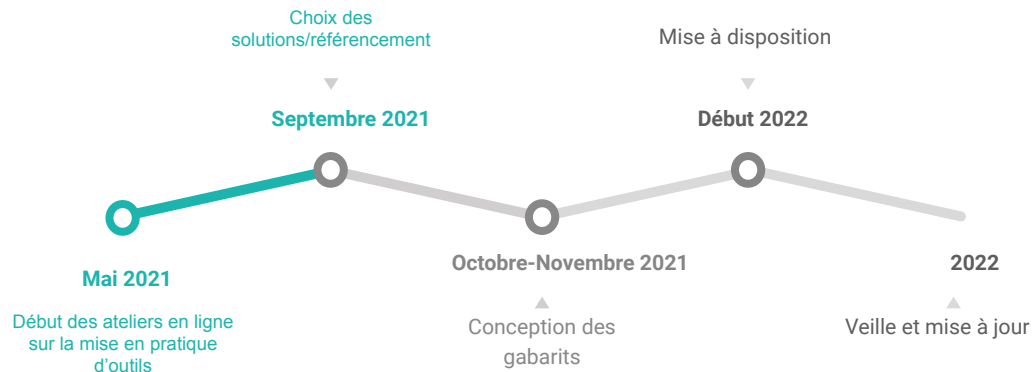 Choix des
solutions/référencement
Septembre 2021
Mise à disposition
Début 2022
Mai 2021
Début des ateliers en ligne
sur la mise en pratique
d'outils
Octobre-Novembre 2021
Conception des
gabarits
2022
Veille et mise à jour